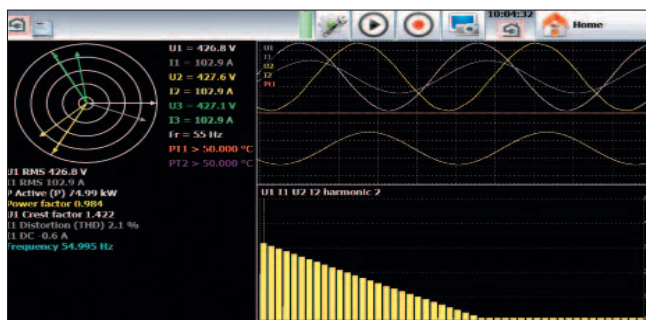 10:04:32
Home
U1 = 426.8 V
I1 = 102.9 A
U2 = 427.6 V
I2 = 102.9 A
U3 = 427.1 V
I3 = 102.9 A
Fr = 55 Hz
PT1 > 50.000 °C
PT2 > 50.000 °C
U1
I1
U2
I2
Pt1
U1 RMS 426.8 V
I1 RMS 102.9 A
P Active (P) 74.99 kW
Power factor 0.984
U1 Crest factor 1.422
I1 Distortion (THD) 2.1 %
I1 DC -0.6 A
Frequency 54.995 Hz
U1 I1 U2 I2 harmonic 2